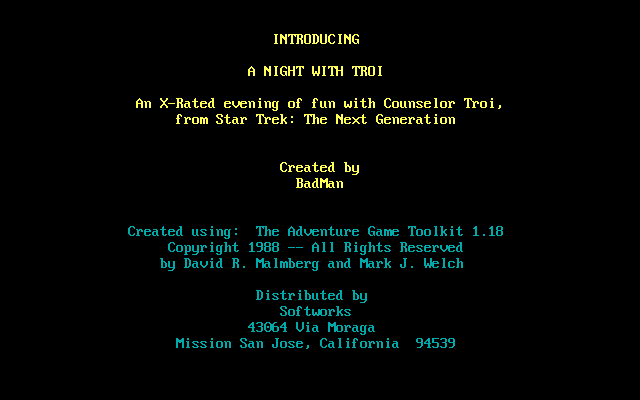 INTRODUCING
A NIGHT WITH TROI
An X-Rated evening of fun with Counselor Troi,
from Star Trek: The Next Generation
Created by
BadMan
Created using:  The Adventure Game Toolkit 1.18
Copyright 1988 -- All Rights Reserved
by David R. Malmberg and Mark J. Welch
Distributed by
Softworks
43064 Via Moraga
Mission San Jose, California  94539